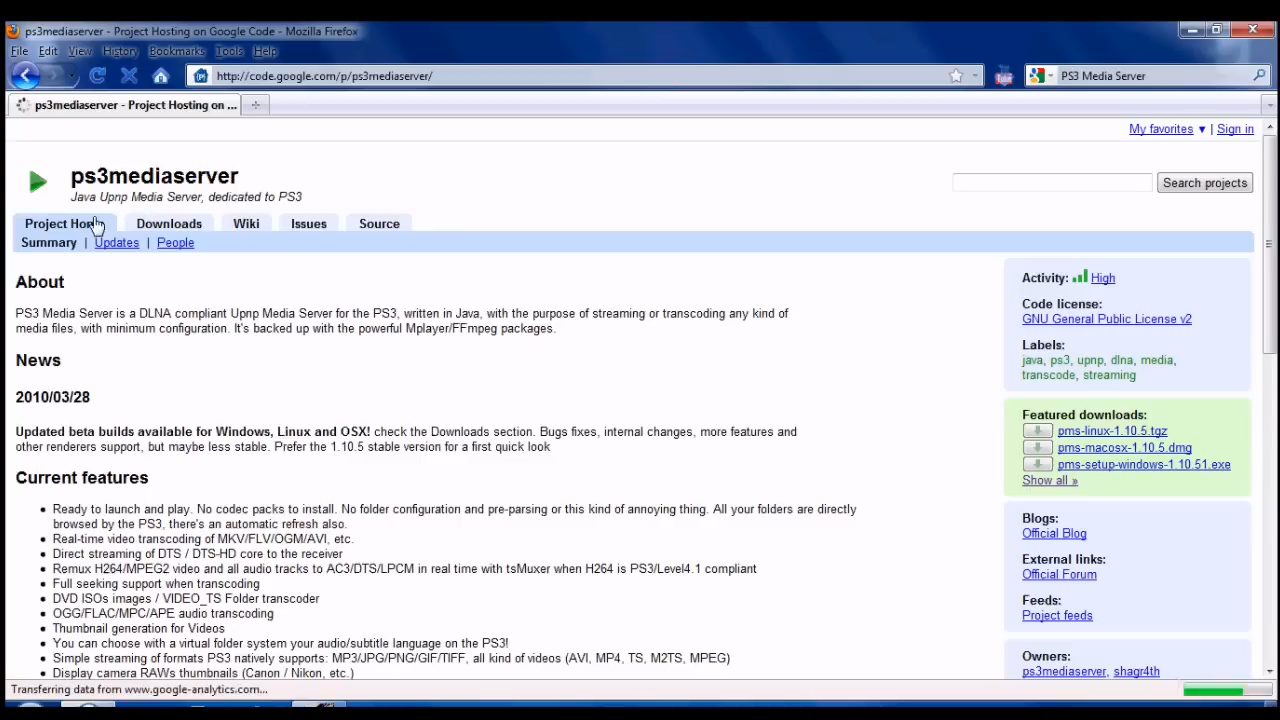 ps3mediaserver - Project Hosting on Google Code - Mozilla Firefox
File Edit View History Bookmarks Tools Help
http://code.google.com/p/ps3mediaserver/
PS3 Media Server
ps3mediaserver - Project Hosting on ...
My favorites ▼ | Sign in
ps3mediaserver
Java Upnp Media Server, dedicated to PS3
Search projects
Project Home Downloads Wiki Issues Source
Summary | Updates | People
About
PS3 Media Server is a DLNA compliant Upnp Media Server for the PS3, written in Java, with the purpose of streaming or transcoding any kind of
media files, with minimum configuration. It's backed up with the powerful Mplayer/FFmpeg packages.
News
2010/03/28
Updated beta builds available for Windows, Linux and OSX! check the Downloads section. Bugs fixes, internal changes, more features and
other renderers support, but maybe less stable. Prefer the 1.10.5 stable version for a first quick look
Current features
Ready to launch and play. No codec packs to install. No folder configuration and pre-parsing or this kind of annoying thing. All your folders are directly
browsed by the PS3, there's an automatic refresh also.
Real-time video transcoding of MKV/FLV/OGM/AVI, etc.
Direct streaming of DTS / DTS-HD core to the receiver
Remux H264/MPEG2 video and all audio tracks to AC3/DTS/LPCM in real time with tsMuxer when H264 is PS3/Level4.1 compliant
Full seeking support when transcoding
DVD ISOs images / VIDEO_TS Folder transcoder
OGG/FLAC/MPC/APE audio transcoding
Thumbnail generation for Videos
You can choose with a virtual folder system your audio/subtitle language on the PS3!
Simple streaming of formats PS3 natively supports: MP3/JPG/PNG/GIF/TIFF, all kind of videos (AVI, MP4, TS, M2TS, MPEG)
Display camera RAWs thumbnails (Canon / Nikon, etc.)
Activity: High
Code license:
GNU General Public License v2
Labels:
java, ps3, upnp, dlna, media,
transcode, streaming
Featured downloads:
pms-linux-1.10.5.tgz
pms-macosx-1.10.5.dmg
pms-setup-windows-1.10.51.exe
Show all »
Blogs:
Official Blog
External links:
Official Forum
Feeds:
Project feeds
Owners:
ps3mediaserver, shagr4th
Transferring data from www.google-analytics.com...